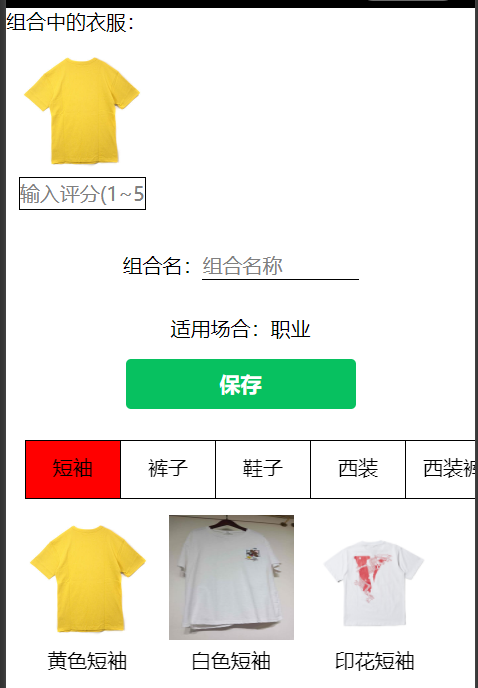 组合中的衣服：
输入评分(1~5
组合名：组合名称
适用场合：职业
保存
短袖 裤子 鞋子 西装 西装裤
黄色短袖 白色短袖 印花短袖